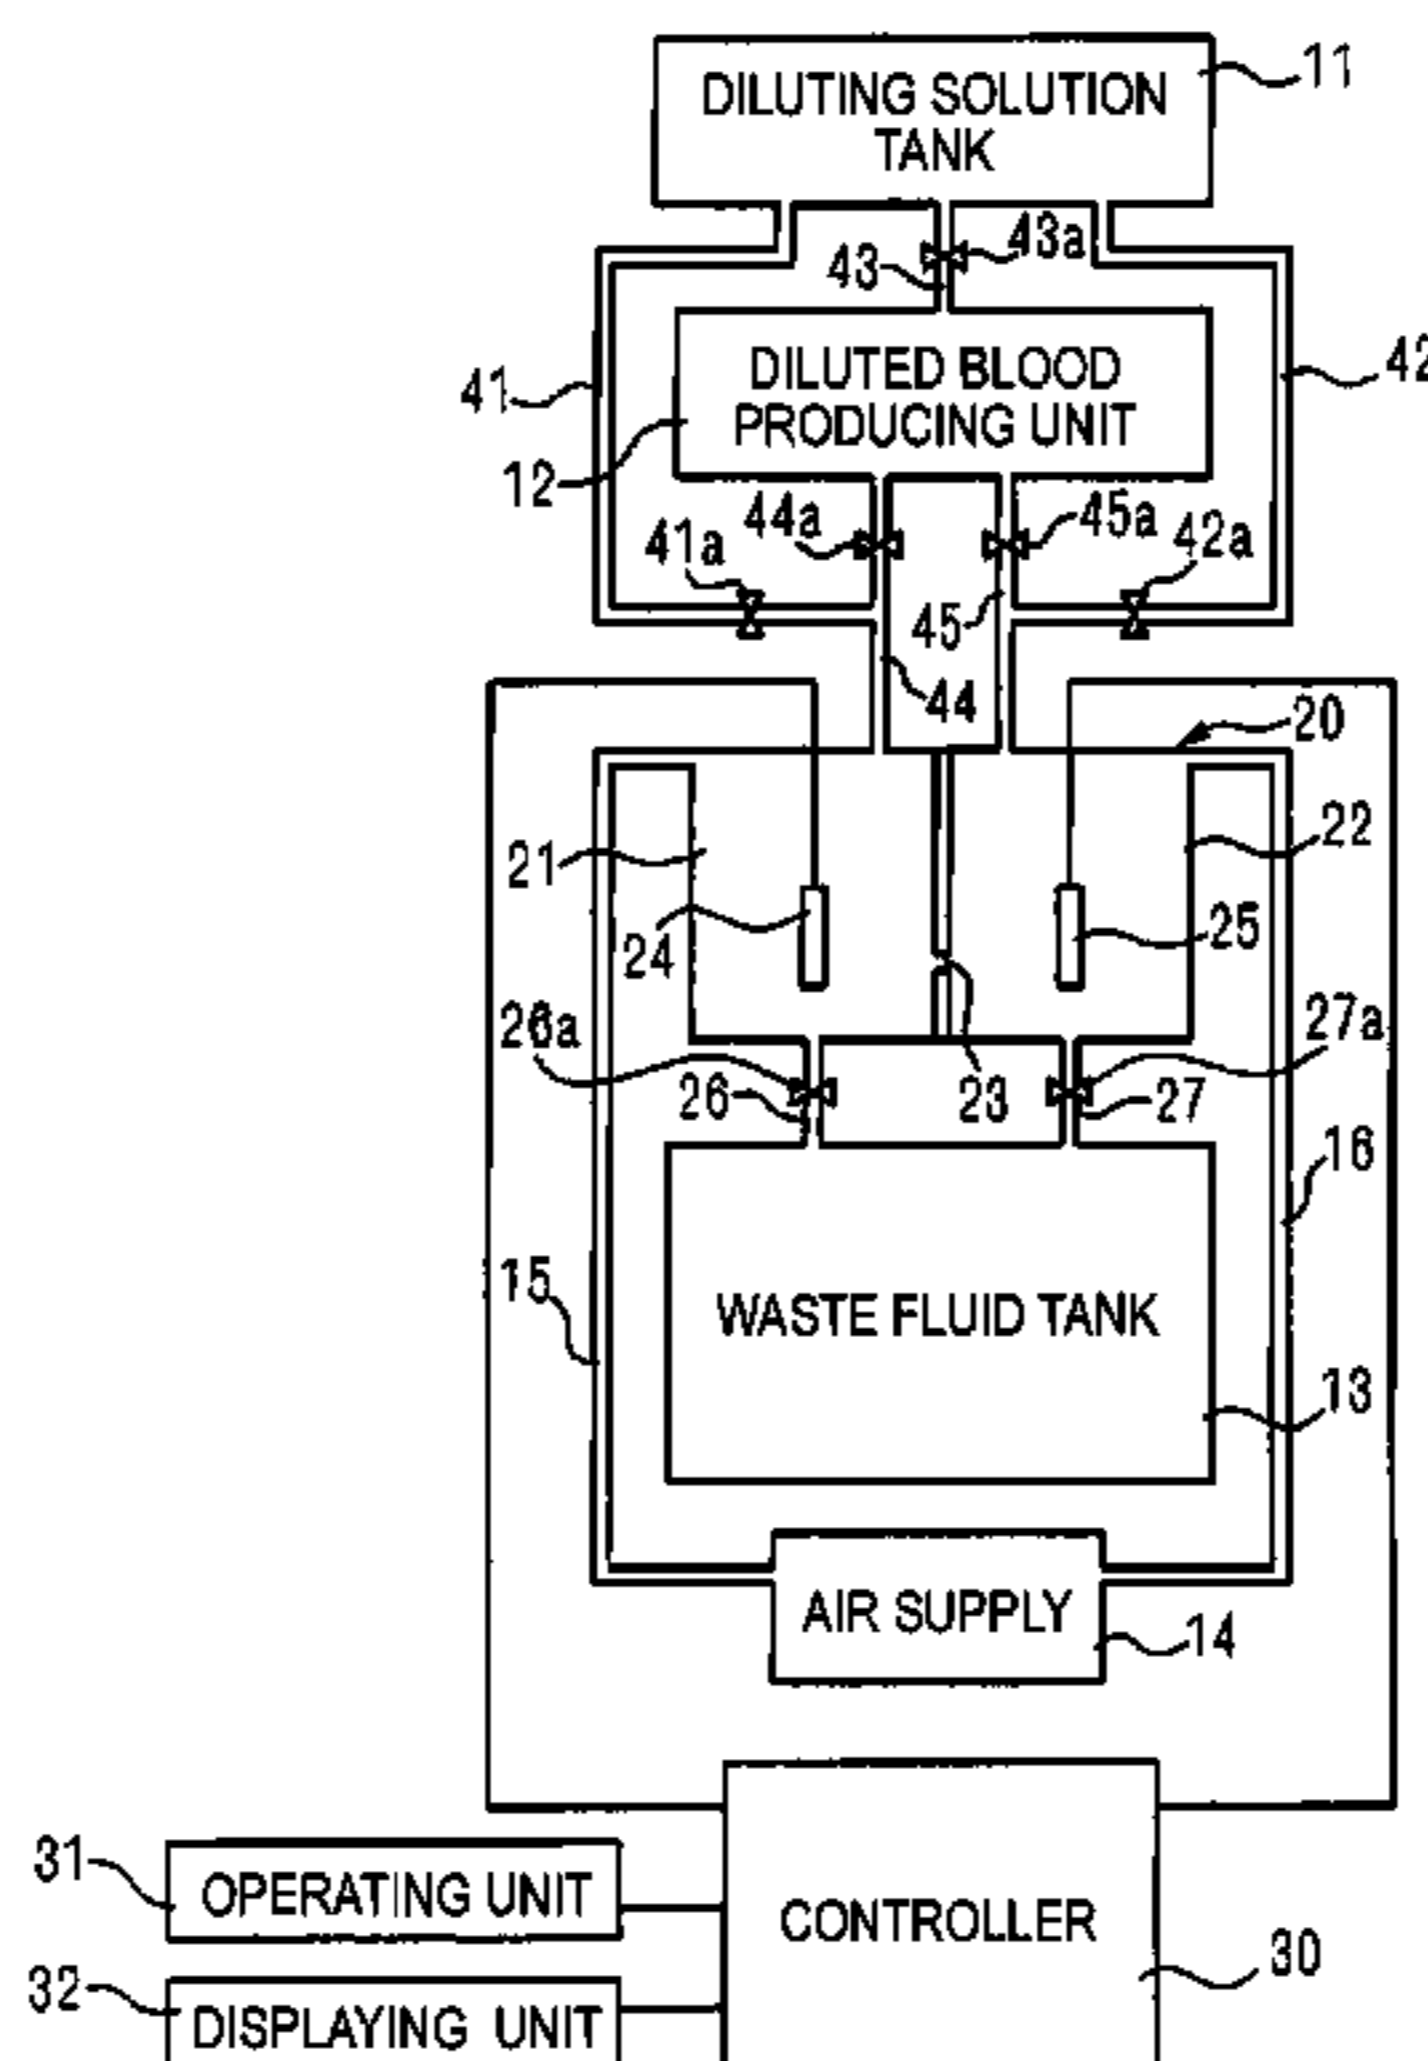 11
DILUTING SOLUTION
TANK
43a
43
41
DILUTED BLOOD
PRODUCING UNIT
42
12
44a
45a
41a
42a
45
44
20
21
22
24
25
26a
27a
26
23
27
16
15
WASTE FLUID TANK
13
AIR SUPPLY
14
31
OPERATING UNIT
CONTROLLER
30
32
DISPLAYING UNIT